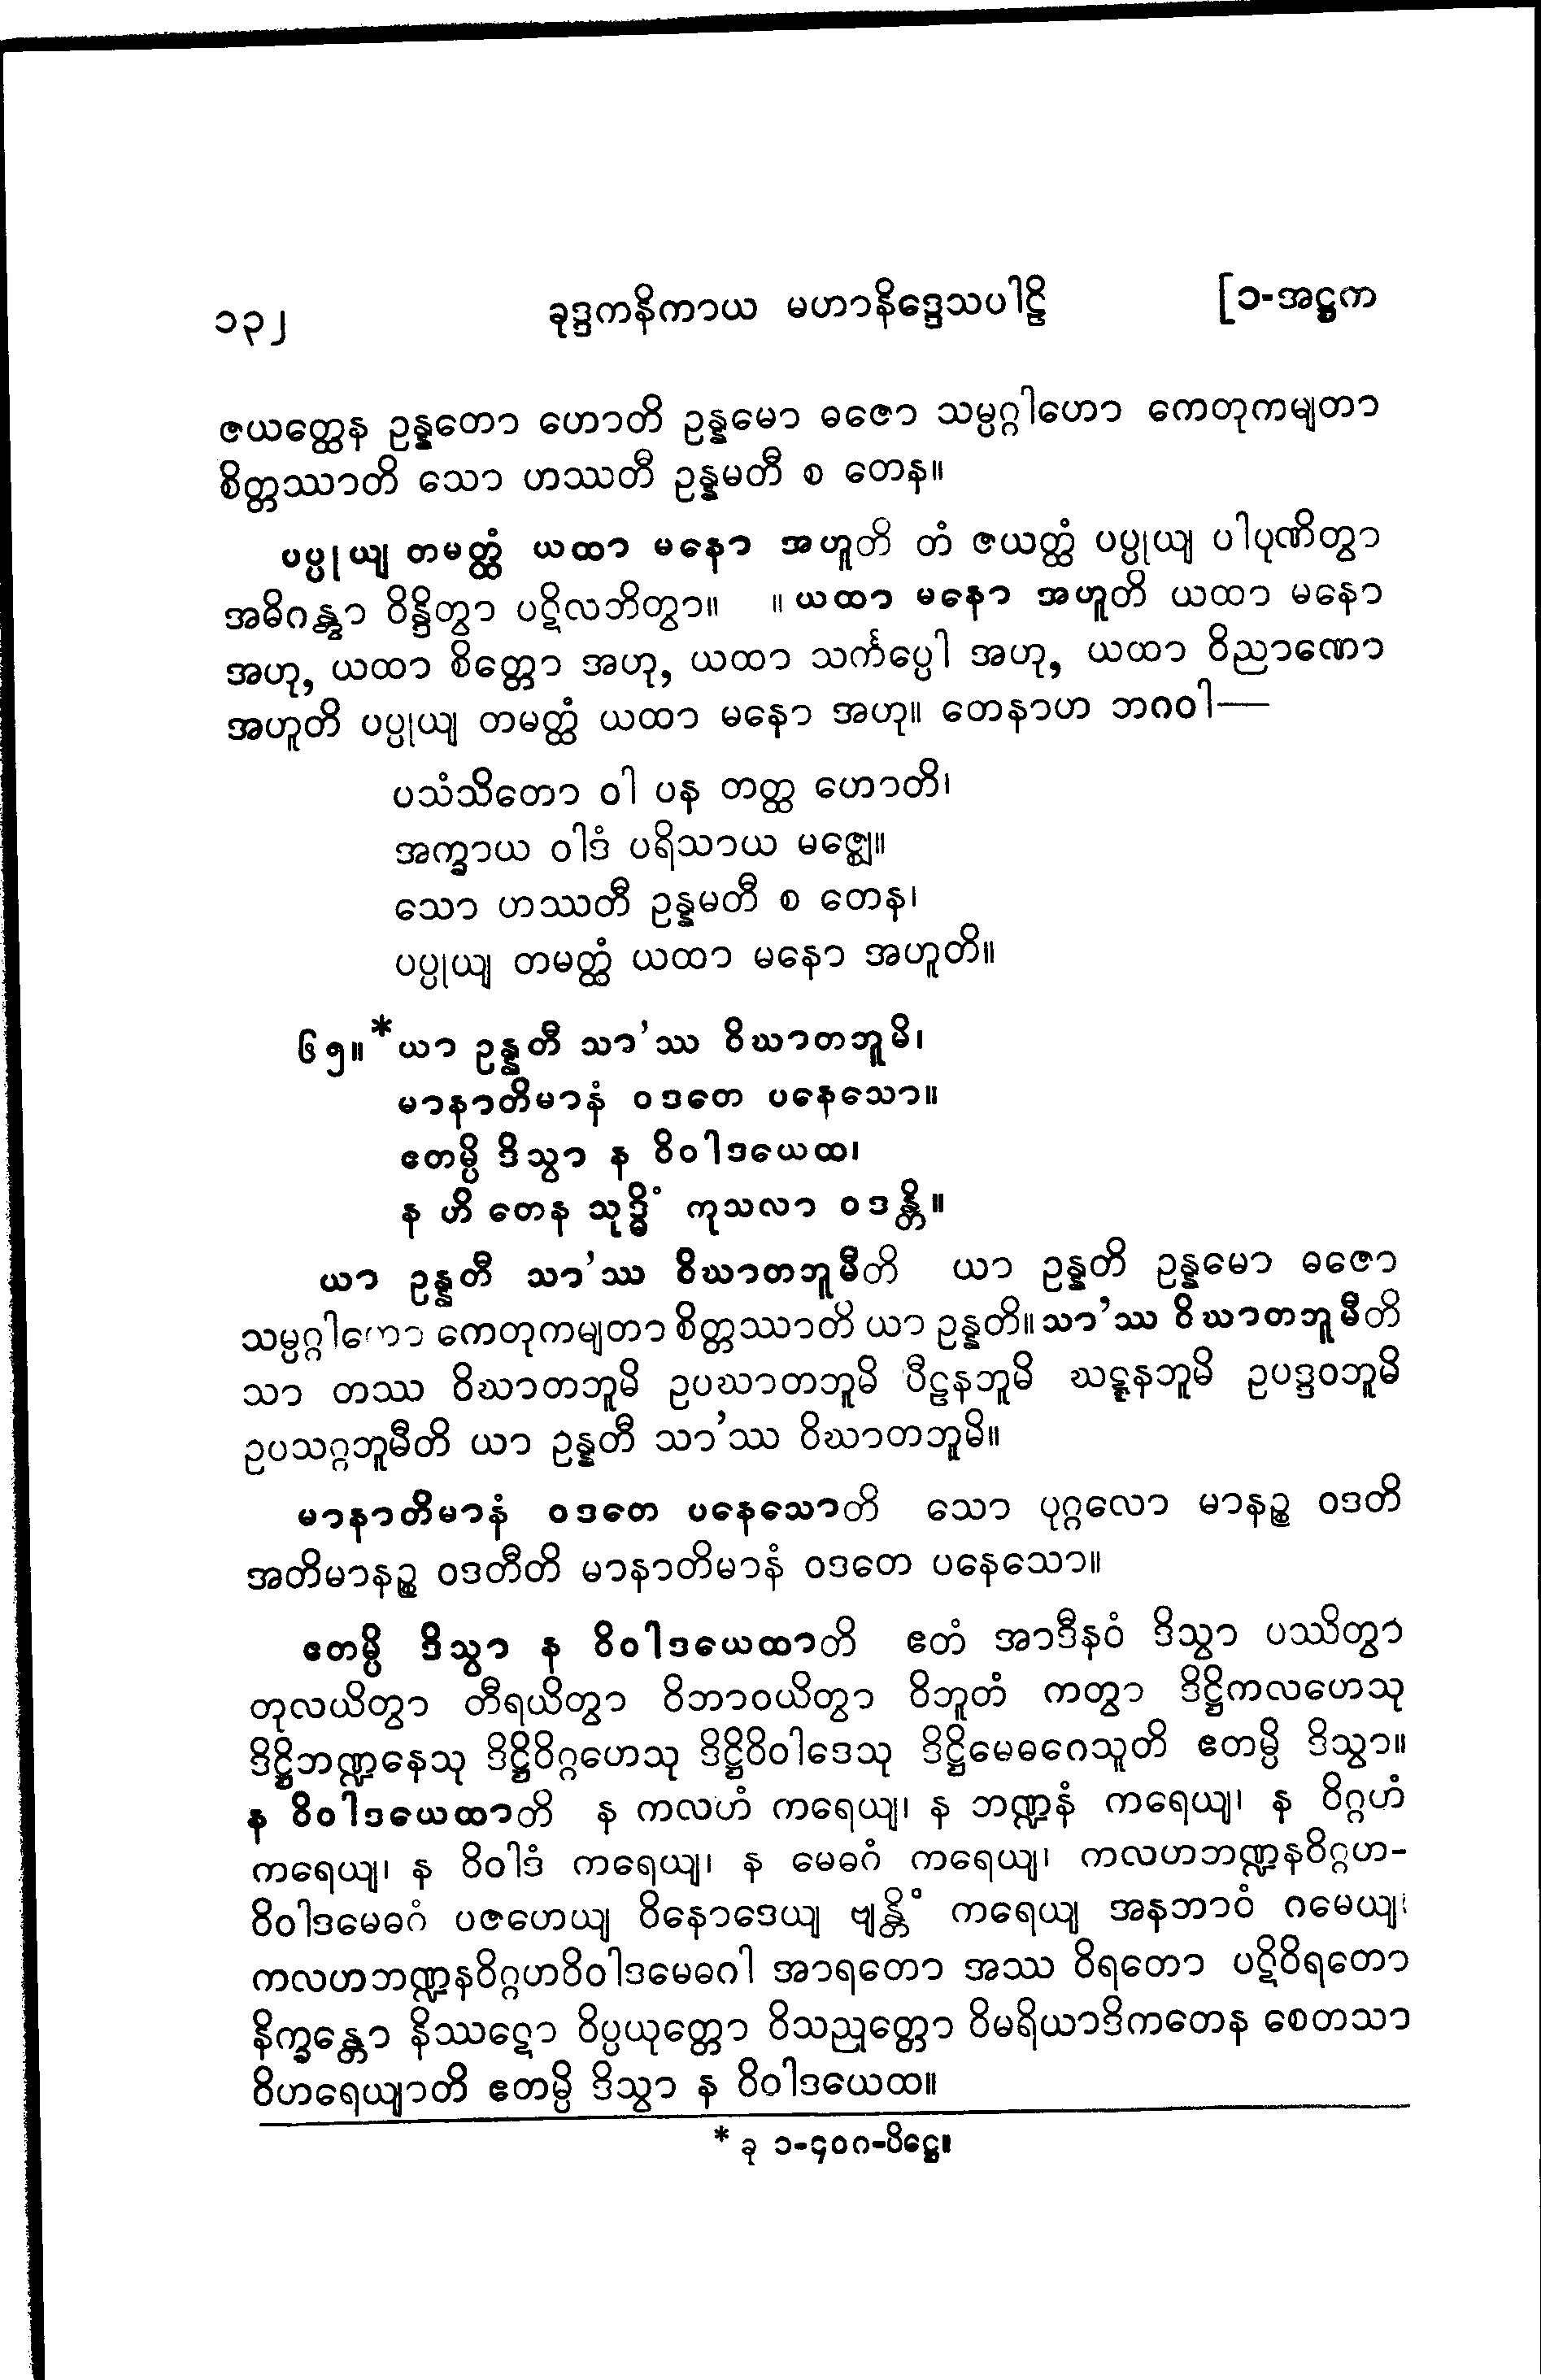 ၁၃၂ ခုဒ္ဒကနိကာယ မဟာနိဒ္ဒေသပါဠိ [၁-အဋ္ဌက
ဇယတ္ထေန ဥန္နတော ဟောတိ ဥန္နမော ဓဇော သမ္ပဂ္ဂါဟော ကေတုကမျတာ
စိတ္တဿာတိ သော ဟဿတီ ဥန္နမတီ စ တေန။
ပပ္ပုယျ တမတ္ထံ ယထာ မနော အဟူတိ တံ ဇယတ္ထံ ပပ္ပုယျ ပါပုဏိတွာ
အဓိဂန္တွာ ဝိန္ဒိတွာ ပဋိလဘိတွာ။ ။ ယထာ မနော အဟူတိ ယထာ မနော
အဟု, ယထာ စိတ္တော အဟု, ယထာ သင်္ကပ္ပေါ အဟု, ယထာ ဝိညာဏော
အဟူတိ ပပ္ပုယျ တမတ္ထံ ယထာ မနော အဟု။ တေနာဟ ဘဂဝါ—
ပသံသိတော ဝါ ပန တတ္ထ ဟောတိ၊
အက္ခာယ ဝါဒံ ပရိသာယ မဇ္ဈေ။
သော ဟဿတီ ဥန္နမတီ စ တေန၊
ပပ္ပုယျ တမတ္ထံ ယထာ မနော အဟူတိ။
၆၅။ * ယာ ဥန္နတီ သာ’ဿ ဝိဃာတဘူမိ၊
မာနာတိမာနံ ဝဒတေ ပနေသော။
ဧတမ္ပိ ဒိသွာ န ဝိဝါဒယေထ၊
န ဟိ တေန သုဒ္ဓိံ ကုသလာ ဝဒန္တိ။
ယာ ဥန္နတီ သာ’ဿ ဝိဃာတဘူမီတိ ယာ ဥန္နတိ ဥန္နမော ဓဇော
သမ္ပဂ္ဂါဟော ကေတုကမျတာ စိတ္တဿာတိ ယာ ဥန္နတိ။ သာ’ဿ ဝိဃာတဘူမီတိ
သာ တဿ ဝိဃာတဘူမိ ဥပဃာတဘူမိ ပီဠနဘူမိ ဃဋ္ဋနဘူမိ ဥပဒ္ဒဝဘူမိ
ဥပသဂ္ဂဘူမီတိ ယာ ဥန္နတီ သာ’ဿ ဝိဃာတဘူမိ။
မာနာတိမာနံ ဝဒတေ ပနေသောတိ သော ပုဂ္ဂလော မာနဉ္စ ဝဒတိ
အတိမာနဉ္စ ဝဒတီတိ မာနာတိမာနံ ဝဒတေ ပနေသော။
ဧတမ္ပိ ဒိသွာ န ဝိဝါဒယေထာတိ ဧတံ အာဒီနဝံ ဒိသွာ ပဿိတွာ
တုလယိတွာ တီရယိတွာ ဝိဘာဝယိတွာ ဝိဘူတံ ကတွာ ဒိဋ္ဌိကလဟေသု
ဒိဋ္ဌိဘဏ္ဍနေသု ဒိဋ္ဌိဝိဂ္ဂဟေသု ဒိဋ္ဌိဝိဝါဒေသု ဒိဋ္ဌိမေဓဂေသူတိ ဧတမ္ပိ ဒိသွာ။
န ဝိဝါဒယေထာတိ န ကလဟံ ကရေယျ၊ န ဘဏ္ဍနံ ကရေယျ၊ န ဝိဂ္ဂဟံ
ကရေယျ၊ န ဝိဝါဒံ ကရေယျ၊ န မေဓဂံ ကရေယျ၊ ကလဟဘဏ္ဍနဝိဂ္ဂဟ-
ဝိဝါဒမေဓဂံ ပဇဟေယျ ဝိနောဒေယျ ဗျန္တိံ ကရေယျ အနဘာဝံ ဂမေယျ၊
ကလဟဘဏ္ဍနဝိဂ္ဂဟဝိဝါဒမေဓဂါ အာရတော အဿ ဝိရတော ပဋိဝိရတော
နိက္ခန္တော နိဿဋော ဝိပ္ပယုတ္တော ဝိသညုတ္တော ဝိမရိယာဒိကတေန စေတသာ
ဝိဟရေယျာတိ ဧတမ္ပိ ဒိသွာ န ဝိဝါဒယေထ။
* ခု ၁-၄၀၈-ပိဋ္ဌေ။